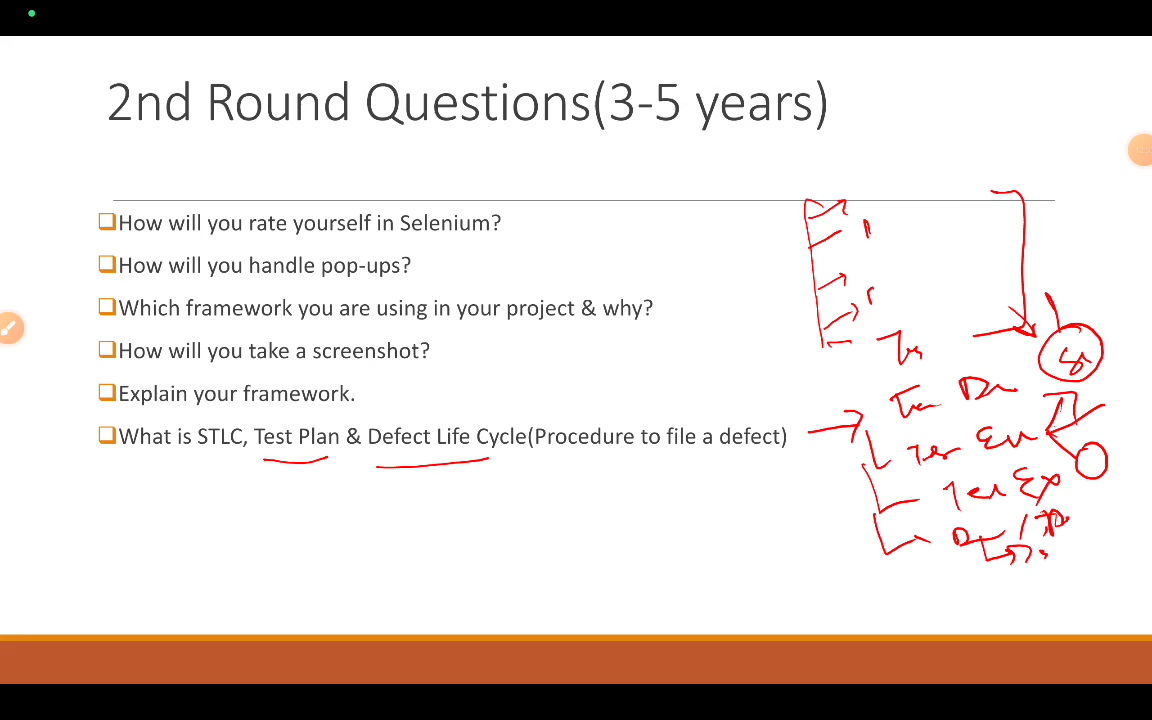 2nd Round Questions(3-5 years)
How will you rate yourself in Selenium?
How will you handle pop-ups?
Which framework you are using in your project & why?
How will you take a screenshot?
Explain your framework.
What is STLC, Test Plan & Defect Life Cycle(Procedure to file a defect)